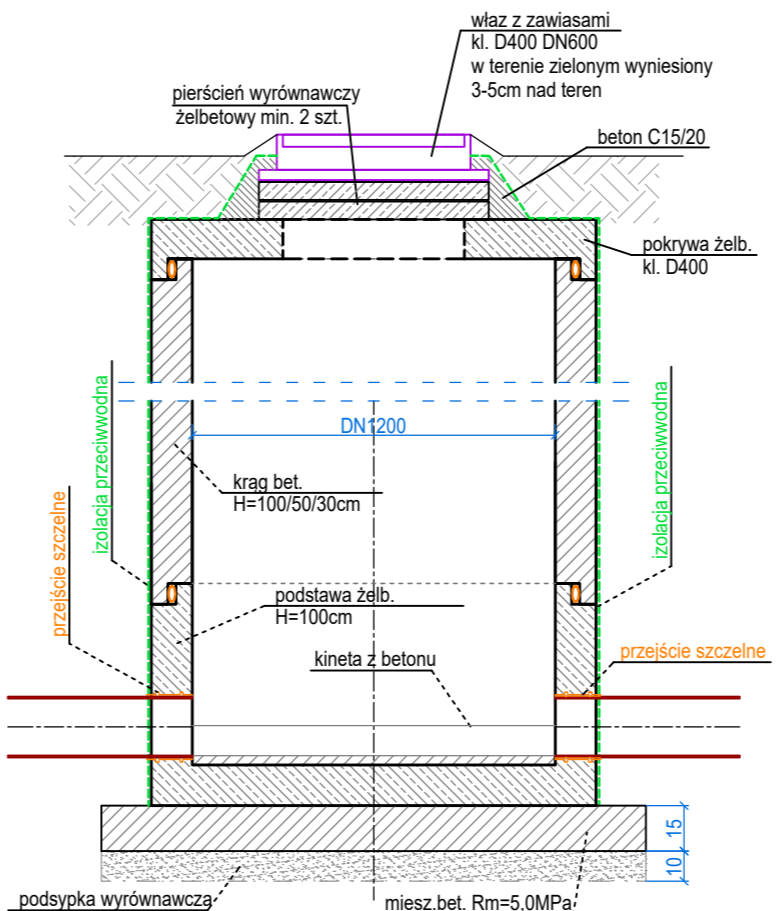 właz z zawiasami
kl. D400 DN600
w terenie zielonym wyniesiony
3-5cm nad teren
pierścień wyrównawczy
żelbetowy min. 2 szt.
beton C15/20
pokrywa żelb.
kl. D400
DN1200
krąg bet.
H=100/50/30cm
izolacja przeciwwodna
izolacja przeciwwodna
przejście szczelne
podstawa żelb.
H=100cm
kineta z betonu
przejście szczelne
15
10
podsypka wyrównawcza
miesz.bet. Rm=5,0MPa